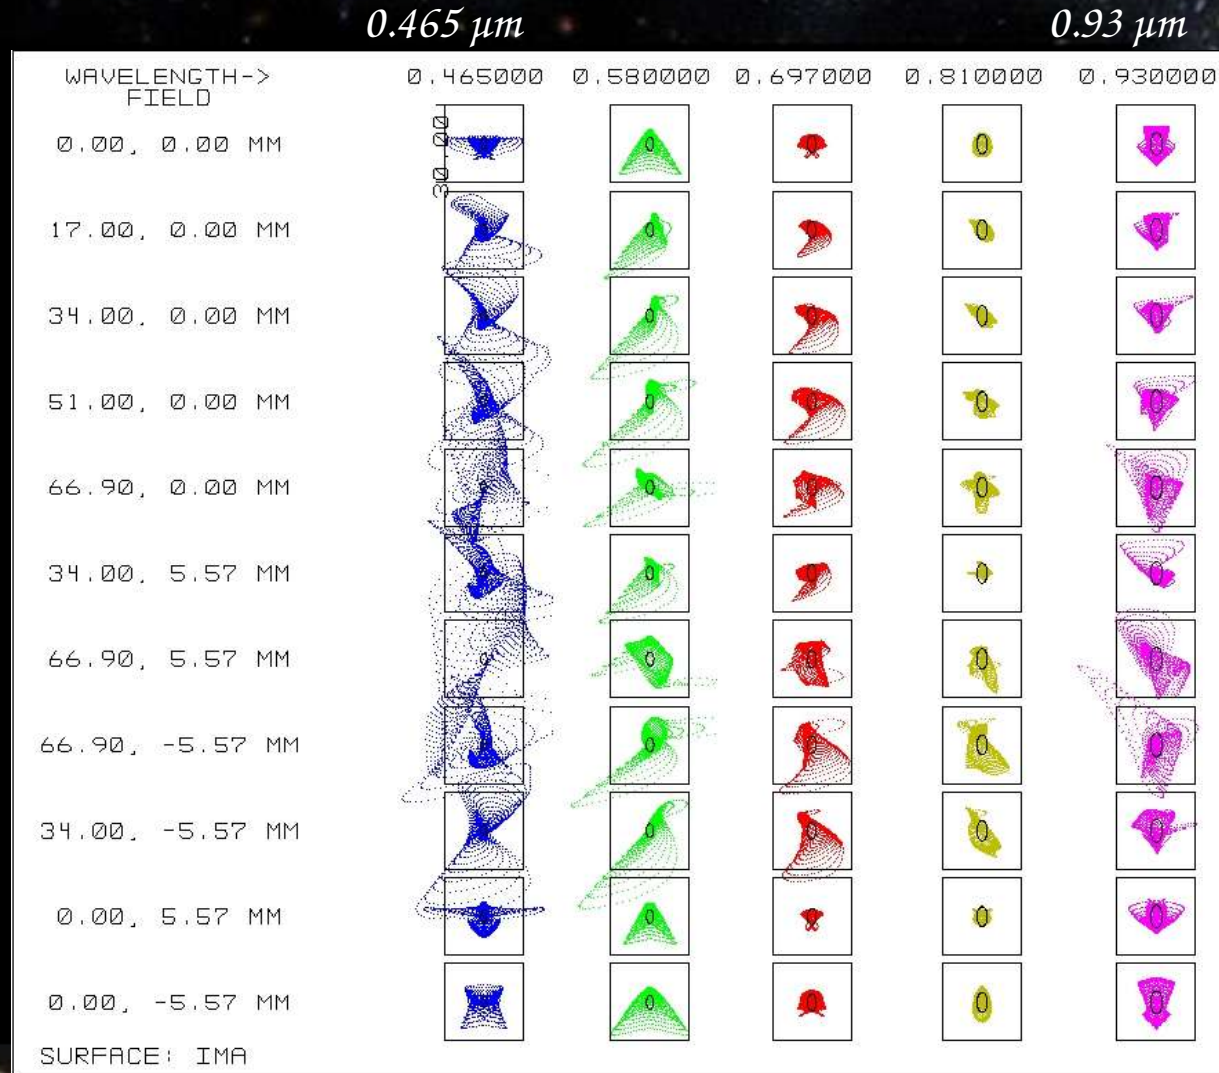 0.465 μm 0.93 μm
WAVELENGTH-> 0.465000 0.580000 0.697000 0.810000 0.930000
FIELD
30.00
0.00, 0.00 MM
17.00, 0.00 MM
34.00, 0.00 MM
51.00, 0.00 MM
66.90, 0.00 MM
34.00, 5.57 MM
66.90, 5.57 MM
66.90, -5.57 MM
34.00, -5.57 MM
0.00, 5.57 MM
0.00, -5.57 MM
SURFACE: IMA